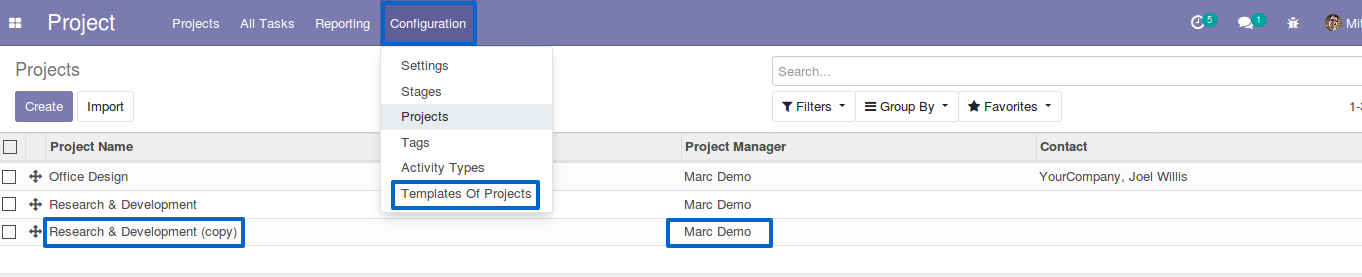 Project Projects All Tasks Reporting Configuration 5 1 Mit
Projects
Search...
Create Import
Filters Group By Favorites 1-3
Settings
Stages
Projects
Tags
Activity Types
Templates Of Projects
Project Name Project Manager Contact
Office Design Marc Demo YourCompany, Joel Willis
Research & Development Marc Demo
Research & Development (copy) Marc Demo